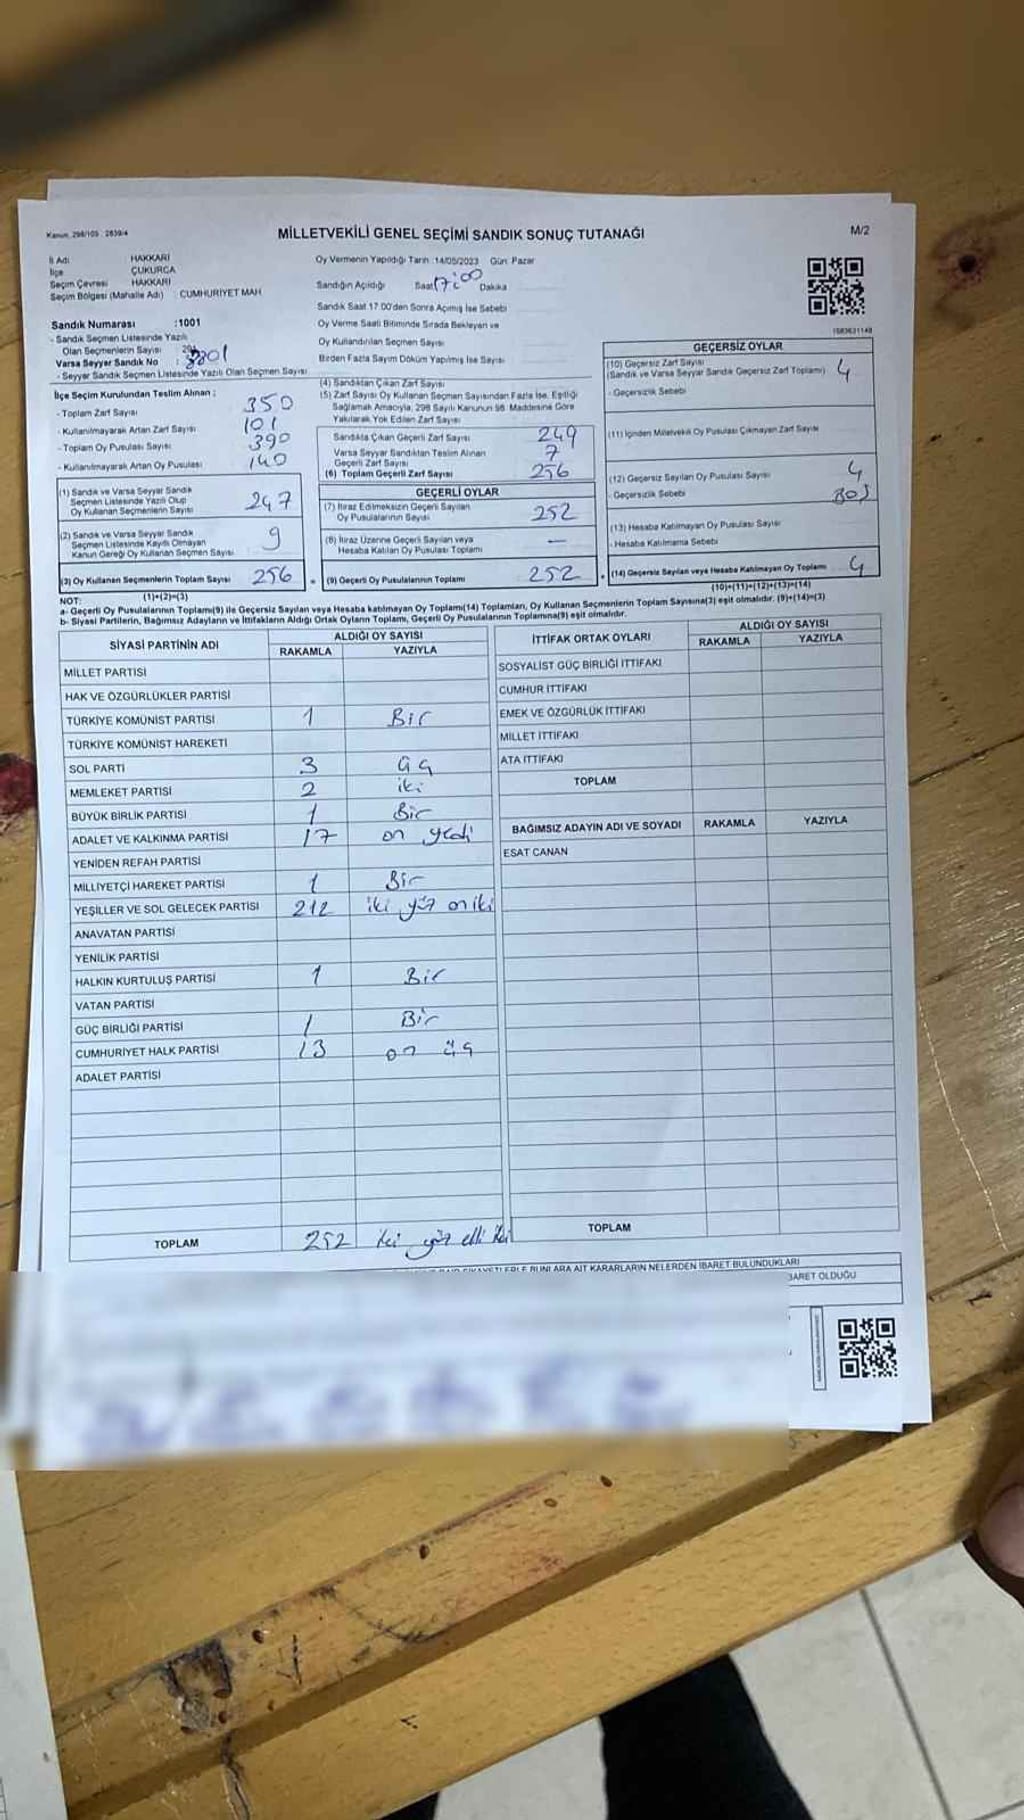 Kanun: 298/105 : 2839/4
MİLLETVEKİLİ GENEL SEÇİMİ SANDIK SONUÇ TUTANAĞI
M/2
İl Adı HAKKARİ
İlçe ÇUKURCA
Seçim Çevresi HAKKARİ
Seçim Bölgesi (Mahalle Adı) CUMHURİYET MAH
Sandık Numarası :1001
- Sandık Seçmen Listesinde Yazılı
Olan Seçmenlerin Sayısı
Varsa Seyyar Sandık No :
- Seyyar Sandık Seçmen Listesinde Yazılı Olan Seçmen Sayısı
Oy Vermenin Yapıldığı Tarih :14/05/2023 Gün: Pazar
Sandığın Açıldığı Saat 17:00 Dakika
Sandık Saat 17.00'den Sonra Açılmış İse Sebebi
Oy Verme Saati Bitiminde Sırada Bekleyen ve
Oy Kullandırılan Seçmen Sayısı
Birden Fazla Sayım Döküm Yapılmış İse Sayısı
İlçe Seçim Kurulundan Teslim Alınan :
- Toplam Zarf Sayısı 350
- Kullanılmayarak Artan Zarf Sayısı 101
- Toplam Oy Pusulası Sayısı 390
- Kullanılmayarak Artan Oy Pusulası 140
(1) Sandık ve Varsa Seyyar Sandık
Seçmen Listesinde Yazılı Olup
Oy Kullanan Seçmenlerin Sayısı 247
(2) Sandık ve Varsa Seyyar Sandık
Seçmen Listesinde Kayıtlı Olmayan
Kanun Gereği Oy Kullanan Seçmen Sayısı 9
(3) Oy Kullanan Seçmenlerin Toplam Sayısı 256
(1)+(2)=(3)
(4) Sandıktan Çıkan Zarf Sayısı
(5) Zarf Sayısı Oy Kullanan Seçmen Sayısından Fazla İse, Eşitliği
Sağlamak Amacıyla, 298 Sayılı Kanunun 98. Maddesine Göre
Yakılarak Yok Edilen Zarf Sayısı
Sandıkta Çıkan Geçerli Zarf Sayısı 249
Varsa Seyyar Sandıktan Teslim Alınan
Geçerli Zarf Sayısı 7
(6) Toplam Geçerli Zarf Sayısı 256
GEÇERLİ OYLAR
(7) İtiraz Edilmeksizin Geçerli Sayılan
Oy Pusulalarının Sayısı 252
(8) İtiraz Üzerine Geçerli Sayılan veya
Hesaba Katılan Oy Pusulası Toplamı —
(9) Geçerli Oy Pusulalarının Toplamı 252
GEÇERSİZ OYLAR
(10) Geçersiz Zarf Sayısı
(Sandık ve Varsa Seyyar Sandık Geçersiz Zarf Toplamı) 4
- Geçersizlik Sebebi
(11) İçinden Milletvekili Oy Pusulası Çıkmayan Zarf Sayısı
(12) Geçersiz Sayılan Oy Pusulası Sayısı 4
- Geçersizlik Sebebi Boş
(13) Hesaba Katılmayan Oy Pusulası Sayısı
- Hesaba Katılmama Sebebi
(14) Geçersiz Sayılan veya Hesaba Katılmayan Oy Toplamı 4
(10)+(11)+(12)+(13)=(14)
NOT:
a- Geçerli Oy Pusulalarının Toplamı(9) ile Geçersiz Sayılan veya Hesaba katılmayan Oy Toplamı(14) Toplamları, Oy Kullanan Seçmenlerin Toplam Sayısına(3) eşit olmalıdır. (9)+(14)=(3)
b- Siyasi Partilerin, Bağımsız Adayların ve İttifakların Aldığı Ortak Oyların Toplamı, Geçerli Oy Pusulalarının Toplamına(9) eşit olmalıdır.
SİYASİ PARTİNİN ADI
ALDIĞI OY SAYISI
RAKAMLA YAZIYLA
MİLLET PARTİSİ
HAK VE ÖZGÜRLÜKLER PARTİSİ
TÜRKİYE KOMÜNİST PARTİSİ 1 Bir
TÜRKİYE KOMÜNİST HAREKETİ
SOL PARTİ 3 üç
MEMLEKET PARTİSİ 2 iki
BÜYÜK BİRLİK PARTİSİ 1 Bir
ADALET VE KALKINMA PARTİSİ 17 on yedi
YENİDEN REFAH PARTİSİ
MİLLİYETÇİ HAREKET PARTİSİ 1 Bir
YEŞİLLER VE SOL GELECEK PARTİSİ 212 iki yüz on iki
ANAVATAN PARTİSİ
YENİLİK PARTİSİ
HALKIN KURTULUŞ PARTİSİ 1 Bir
VATAN PARTİSİ
GÜÇ BİRLİĞİ PARTİSİ 1 Bir
CUMHURİYET HALK PARTİSİ 13 on üç
ADALET PARTİSİ
TOPLAM 252 iki yüz elli iki
İTTİFAK ORTAK OYLARI
ALDIĞI OY SAYISI
RAKAMLA YAZIYLA
SOSYALİST GÜÇ BİRLİĞİ İTTİFAKI
CUMHUR İTTİFAKI
EMEK VE ÖZGÜRLÜK İTTİFAKI
MİLLET İTTİFAKI
ATA İTTİFAKI
TOPLAM
BAĞIMSIZ ADAYIN ADI VE SOYADI RAKAMLA YAZIYLA
ESAT CANAN
TOPLAM
BUNLARA AİT KARARLARIN NELERDEN İBARET BULUNDUKLARI
BARET OLDUĞU